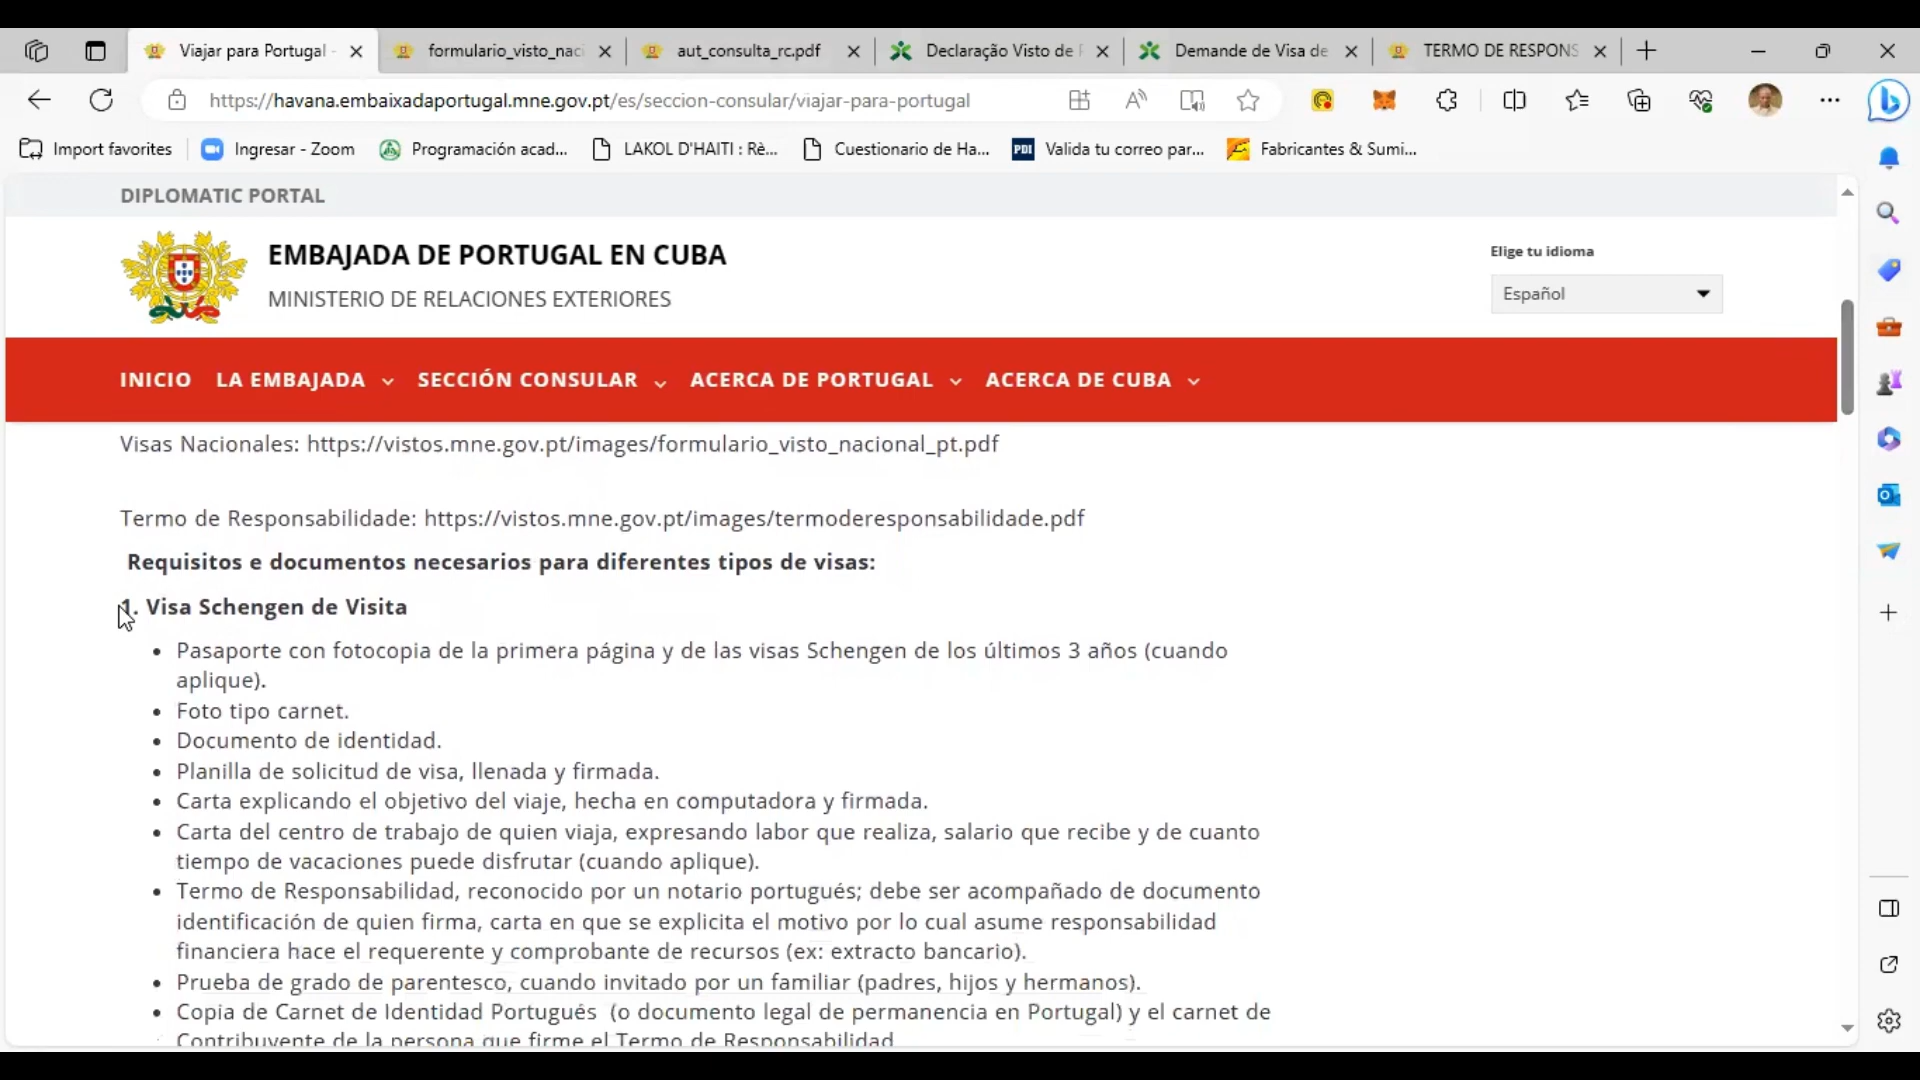 Viajar para Portugal -
formulario_visto_naci
aut_consulta_rc.pdf
Declaração Visto de
Demande de Visa de
TERMO DE RESPONS
https://havana.embaixadaportugal.mne.gov.pt/es/seccion-consular/viajar-para-portugal
Import favorites
Ingresar - Zoom
Programación acad...
LAKOL D'HAITI : Rè...
Cuestionario de Ha...
PDI
Valida tu correo par...
Fabricantes & Sumi...
DIPLOMATIC PORTAL
EMBAJADA DE PORTUGAL EN CUBA
MINISTERIO DE RELACIONES EXTERIORES
Elige tu idioma
Español
INICIO LA EMBAJADA SECCIÓN CONSULAR ACERCA DE PORTUGAL ACERCA DE CUBA
Visas Nacionales: https://vistos.mne.gov.pt/images/formulario_visto_nacional_pt.pdf
Termo de Responsabilidade: https://vistos.mne.gov.pt/images/termoderesponsabilidade.pdf
Requisitos e documentos necesarios para diferentes tipos de visas:
1. Visa Schengen de Visita
• Pasaporte con fotocopia de la primera página y de las visas Schengen de los últimos 3 años (cuando
aplique).
• Foto tipo carnet.
• Documento de identidad.
• Planilla de solicitud de visa, llenada y firmada.
• Carta explicando el objetivo del viaje, hecha en computadora y firmada.
• Carta del centro de trabajo de quien viaja, expresando labor que realiza, salario que recibe y de cuanto
tiempo de vacaciones puede disfrutar (cuando aplique).
• Termo de Responsabilidad, reconocido por un notario portugués; debe ser acompañado de documento
identificación de quien firma, carta en que se explicita el motivo por lo cual asume responsabilidad
financiera hace el requerente y comprobante de recursos (ex: extracto bancario).
• Prueba de grado de parentesco, cuando invitado por un familiar (padres, hijos y hermanos).
• Copia de Carnet de Identidad Portugués (o documento legal de permanencia en Portugal) y el carnet de
Contribuyente de la persona que firme el Termo de Responsabilidad